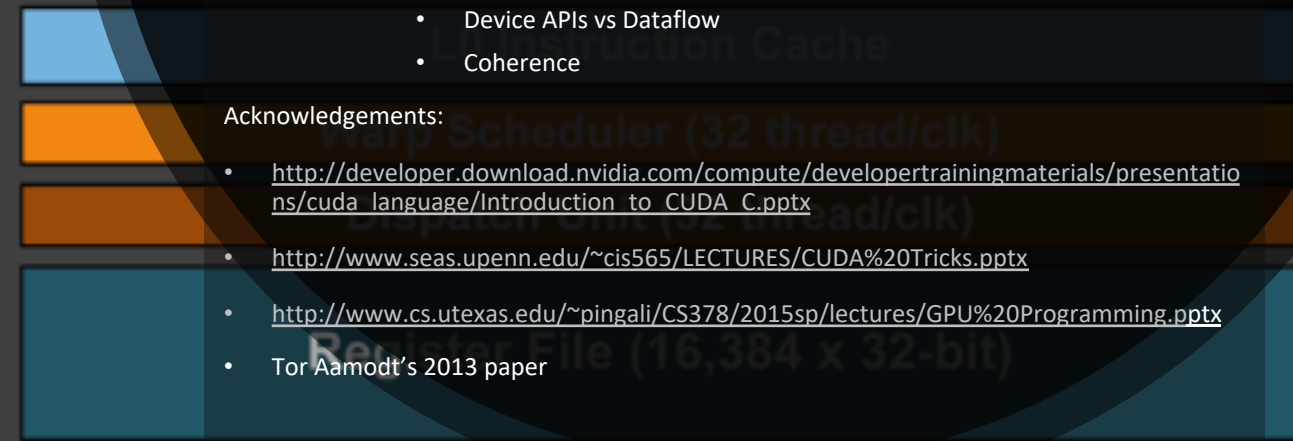 • Device APIs vs Dataflow
L0 Instruction Cache
• Coherence
Acknowledgements:
Warp Scheduler (32 thread/clk)
• http://developer.download.nvidia.com/compute/developertrainingmaterials/presentatio
ns/cuda_language/Introduction_to_CUDA_C.pptx
Dispatch Unit (32 thread/clk)
• http://www.seas.upenn.edu/~cis565/LECTURES/CUDA%20Tricks.pptx
• http://www.cs.utexas.edu/~pingali/CS378/2015sp/lectures/GPU%20Programming.pptx
Register File (16,384 x 32-bit)
• Tor Aamodt’s 2013 paper